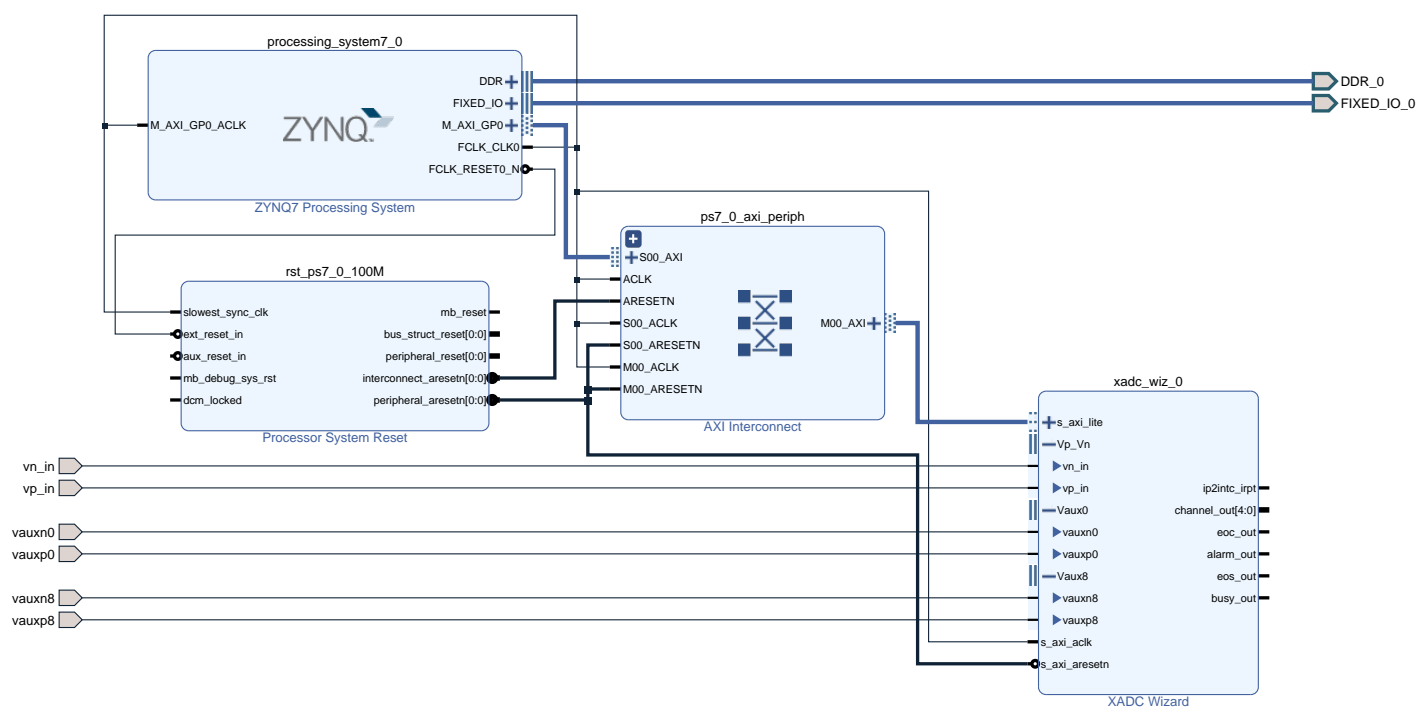 processing_system7_0
DDR
FIXED_IO
M_AXI_GP0_ACLK
M_AXI_GP0
FCLK_CLK0
FCLK_RESET0_N
ZYNQ
ZYNQ7 Processing System
DDR_0
FIXED_IO_0
rst_ps7_0_100M
slowest_sync_clk
mb_reset
ext_reset_in
bus_struct_reset[0:0]
aux_reset_in
peripheral_reset[0:0]
mb_debug_sys_rst
interconnect_aresetn[0:0]
dcm_locked
peripheral_aresetn[0:0]
Processor System Reset
ps7_0_axi_periph
S00_AXI
ACLK
ARESETN
S00_ACLK
M00_AXI
S00_ARESETN
M00_ACLK
M00_ARESETN
AXI Interconnect
vn_in
vp_in
vauxn0
vauxp0
vauxn8
vauxp8
xadc_wiz_0
s_axi_lite
Vp_Vn
vn_in
vp_in
ip2intc_irpt
Vaux0
channel_out[4:0]
vauxn0
eoc_out
vauxp0
alarm_out
Vaux8
eos_out
vauxn8
busy_out
vauxp8
s_axi_aclk
s_axi_aresetn
XADC Wizard